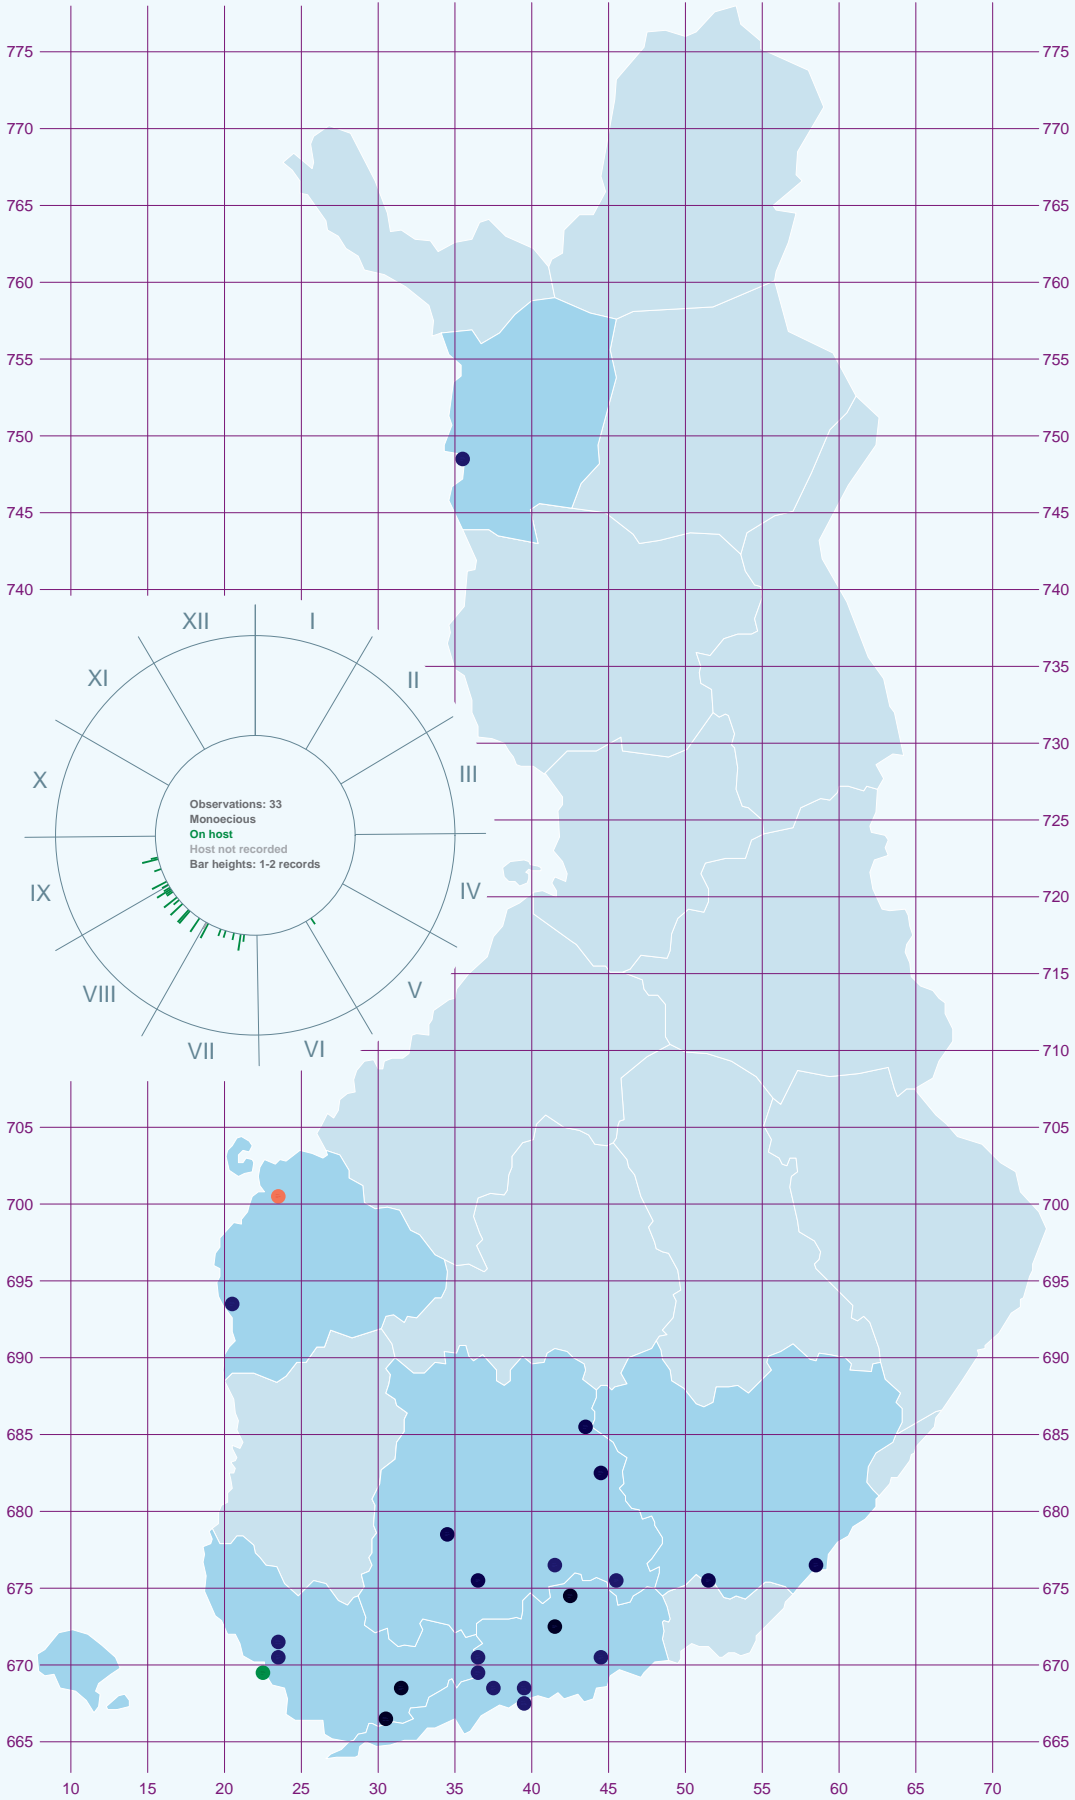 775 775
770 770
765 765
760 760
755 755
750 750
745 745
740 740
XII I
XI II
735
730
X III
Observations: 33
Monoecious
On host
Host not recorded
Bar heights: 1-2 records
725
IX IV
720
715
VIII V
VII VI
710
705 705
700 700
695 695
690 690
685 685
680 680
675 675
670 670
665 665
10 15 20 25 30 35 40 45 50 55 60 65 70